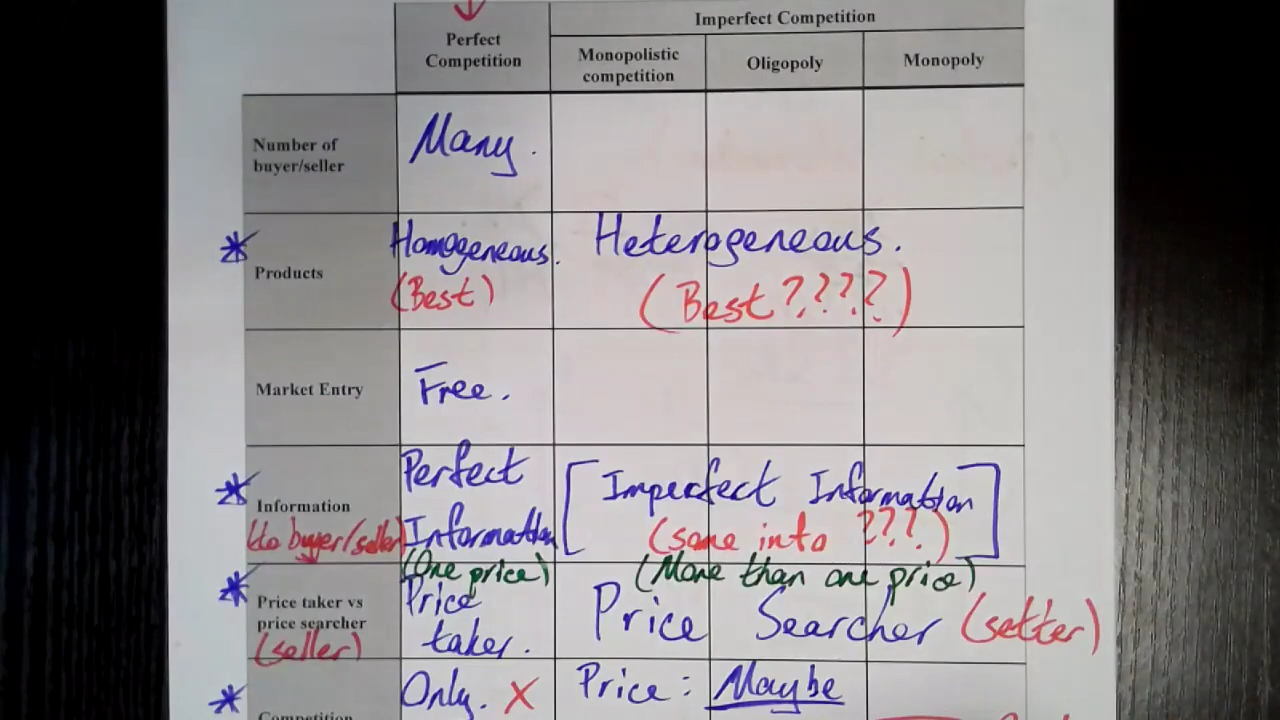 Imperfect Competition
Perfect
Competition
Monopolistic
competition
Oligopoly
Monopoly
Number of
buyer/seller
Many.
* Products
Homogeneous.
(Best)
Heterogeneous.
(Best ????)
Market Entry
Free.
* Information
(to buyer/seller)
Perfect
Information
(One price)
[Imperfect Information]
(some info ???)
(More than one price)
* Price taker vs
price searcher
(seller)
Price
taker.
Price Searcher (setter)
* Competition
Only. X
Price: Maybe